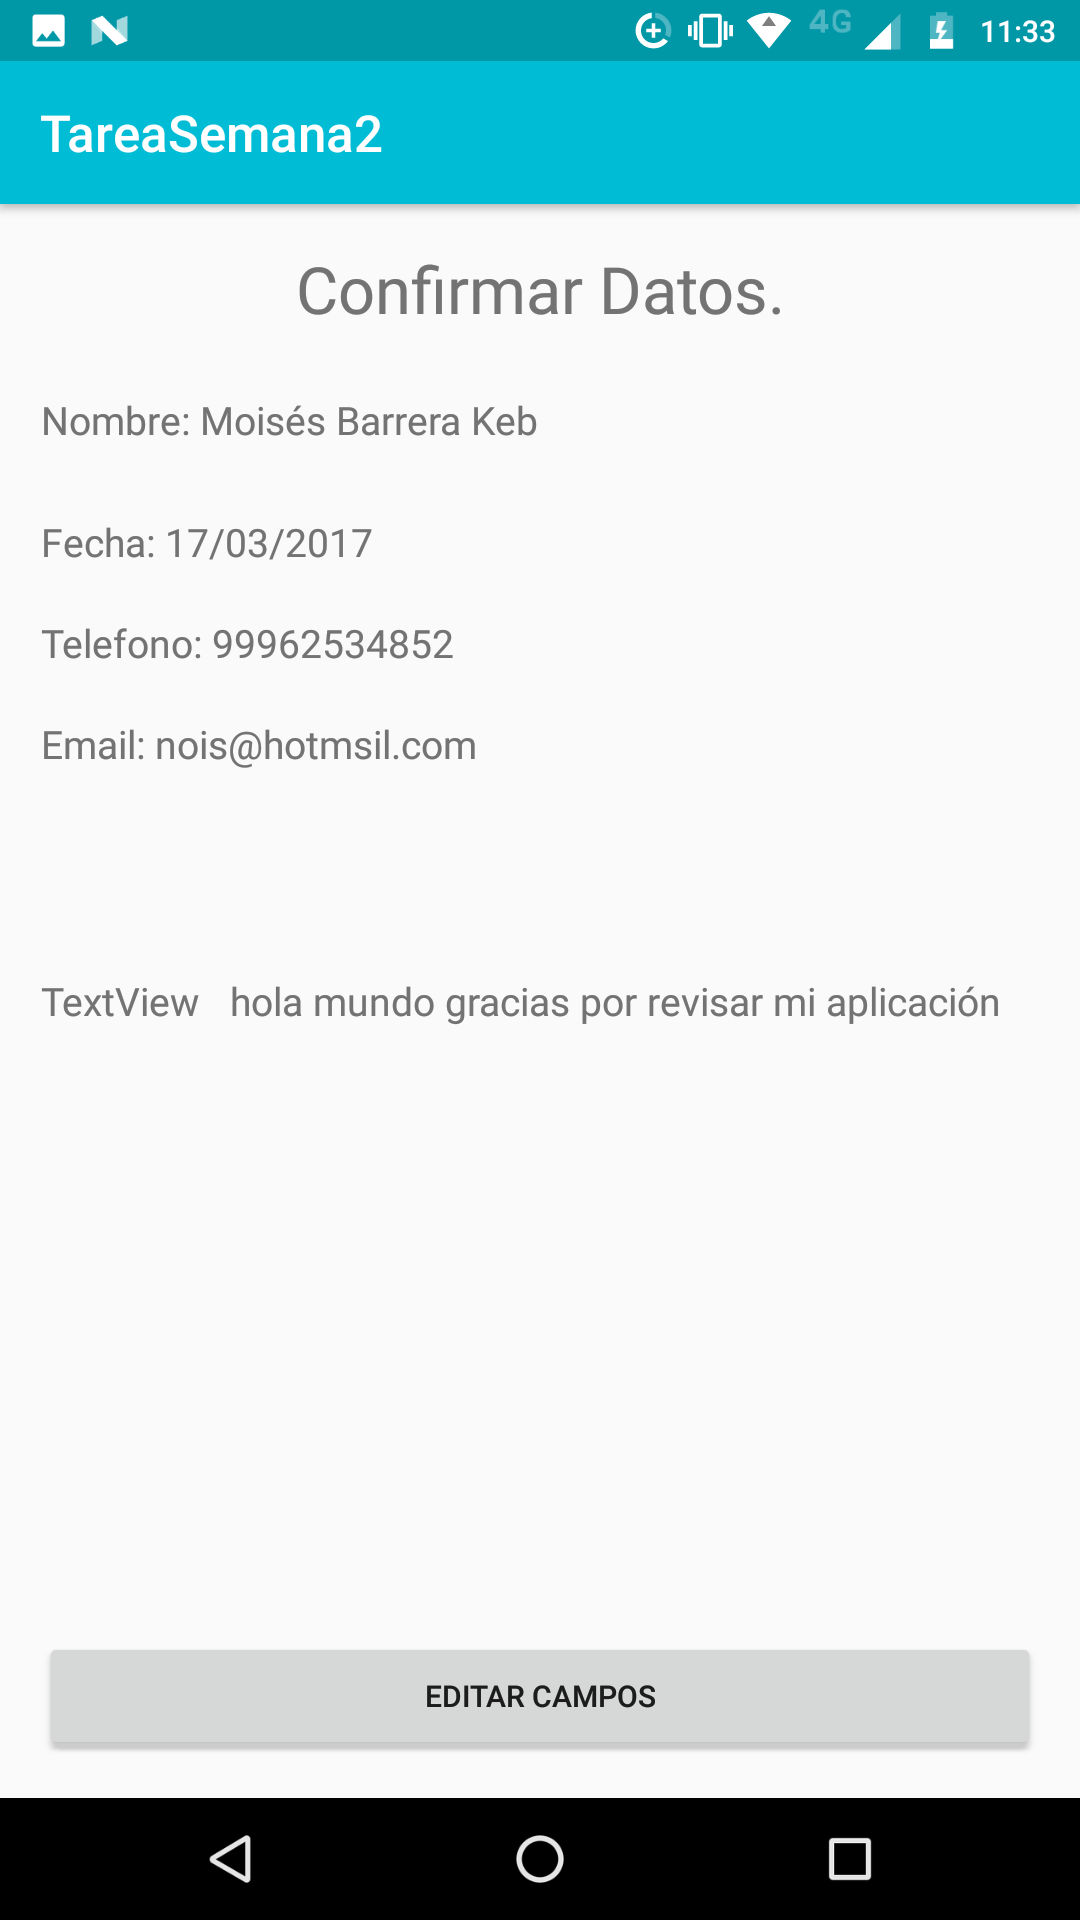 4G 11:33
TareaSemana2
Confirmar Datos.
Nombre: Moisés Barrera Keb
Fecha: 17/03/2017
Telefono: 99962534852
Email: nois@hotmsil.com
TextView hola mundo gracias por revisar mi aplicación
EDITAR CAMPOS